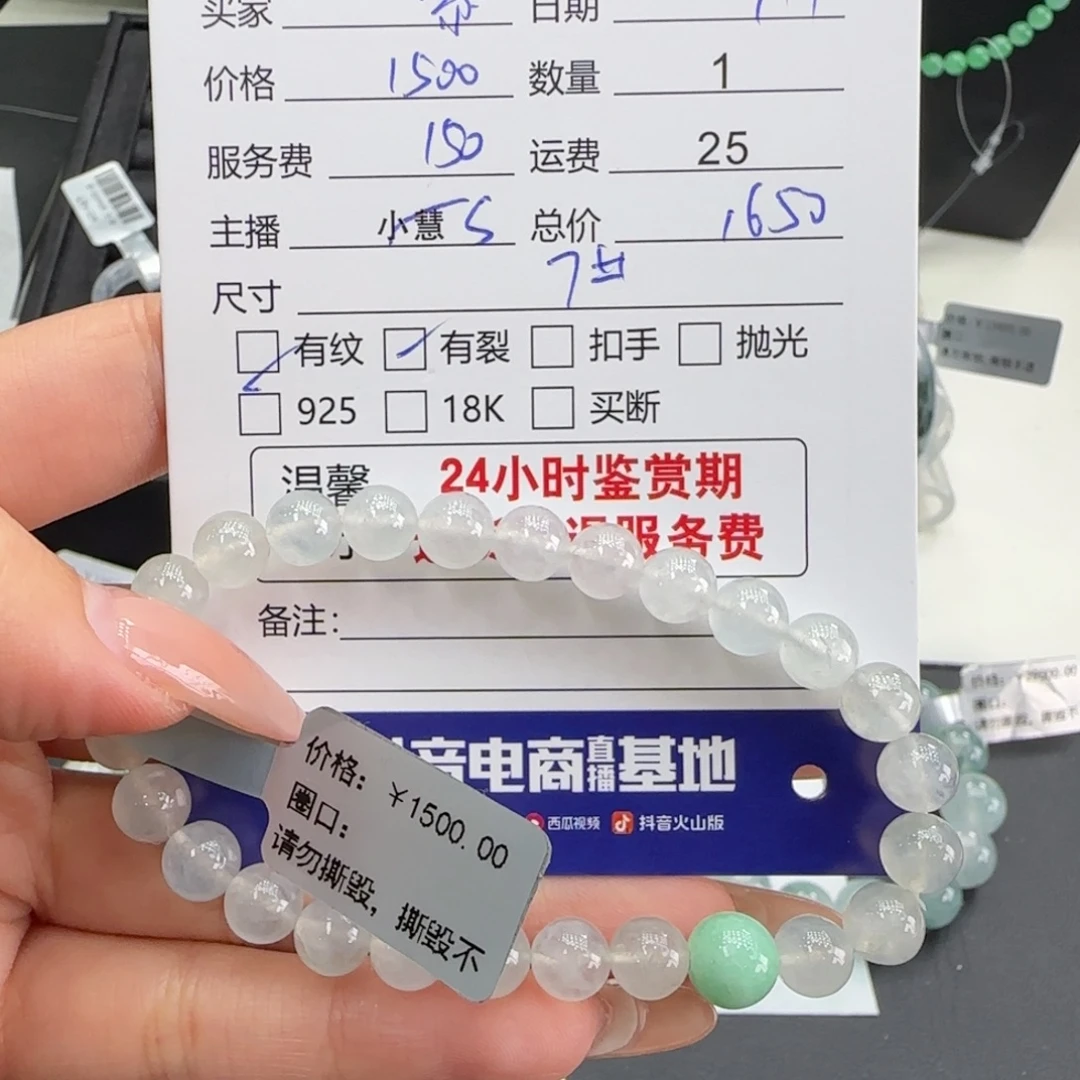 买家 日期
价格 1500 数量 1
服务费 150 运费 25
主播 小慧 5 总价 1650
尺寸
有纹 有裂 扣手 抛光
925 18K 买断
温馨 24小时鉴赏期
服务费
备注:
音电商直播基地
西瓜视频 抖音火山版
价格: ￥1500.00
圈口:
请勿撕毁, 撕毁不